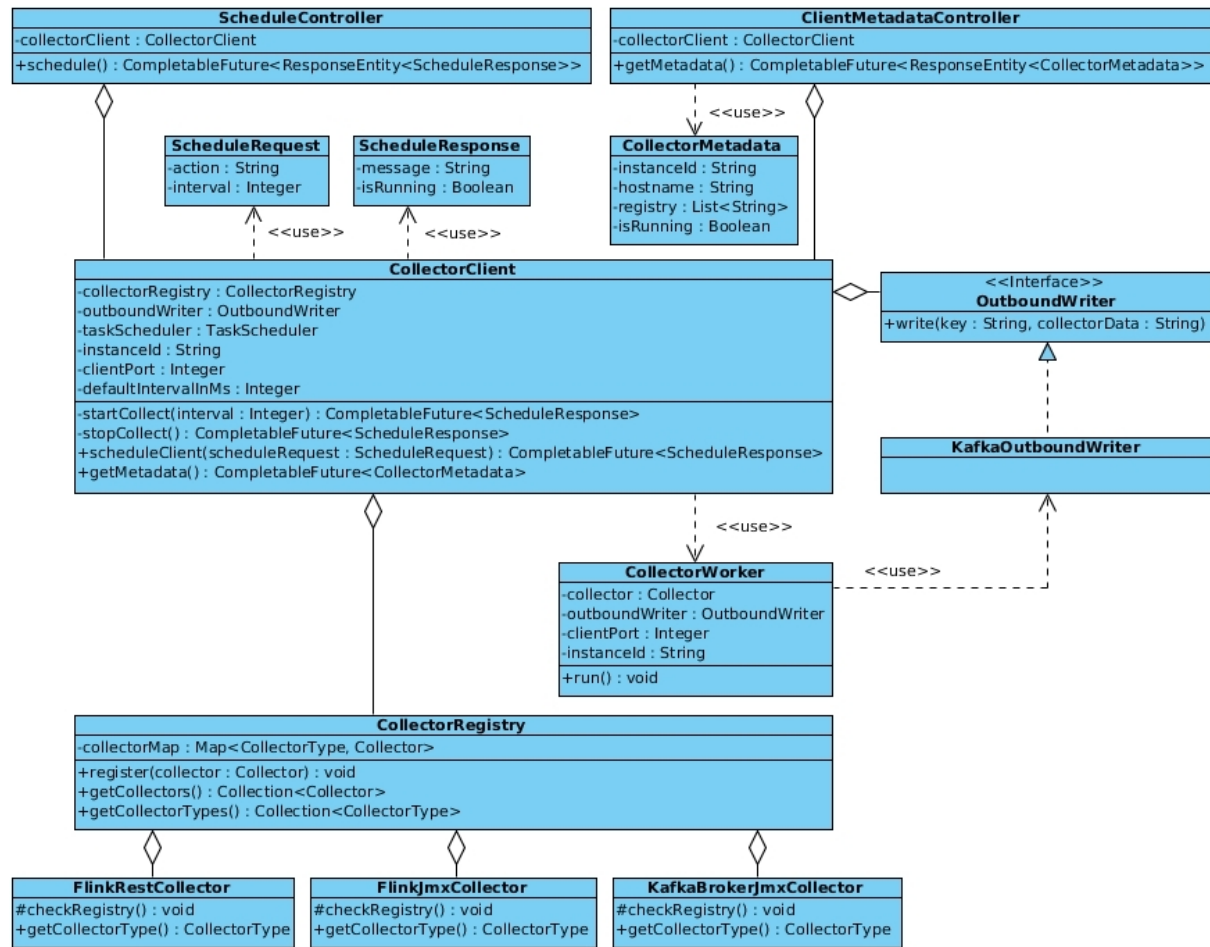 ScheduleController
-collectorClient : CollectorClient
+schedule() : CompletableFuture<ResponseEntity<ScheduleResponse>>
ClientMetadataController
-collectorClient : CollectorClient
+getMetadata() : CompletableFuture<ResponseEntity<CollectorMetadata>>
<<use>>
ScheduleRequest
-action : String
-interval : Integer
ScheduleResponse
-message : String
-isRunning : Boolean
CollectorMetadata
-instanceId : String
-hostname : String
-registry : List<String>
-isRunning : Boolean
<<use>>
<<use>>
CollectorClient
-collectorRegistry : CollectorRegistry
-outboundWriter : OutboundWriter
-taskScheduler : TaskScheduler
-instanceId : String
-clientPort : Integer
-defaultIntervalInMs : Integer
-startCollect(interval : Integer) : CompletableFuture<ScheduleResponse>
-stopCollect() : CompletableFuture<ScheduleResponse>
+scheduleClient(scheduleRequest : ScheduleRequest) : CompletableFuture<ScheduleResponse>
+getMetadata() : CompletableFuture<CollectorMetadata>
<<Interface>>
OutboundWriter
+write(key : String, collectorData : String)
KafkaOutboundWriter
<<use>>
<<use>>
CollectorWorker
-collector : Collector
-outboundWriter : OutboundWriter
-clientPort : Integer
-instanceId : String
+run() : void
CollectorRegistry
-collectorMap : Map<CollectorType, Collector>
+register(collector : Collector) : void
+getCollectors() : Collection<Collector>
+getCollectorTypes() : Collection<CollectorType>
FlinkRestCollector
#checkRegistry() : void
+getCollectorType() : CollectorType
FlinkJmxCollector
#checkRegistry() : void
+getCollectorType() : CollectorType
KafkaBrokerJmxCollector
#checkRegistry() : void
+getCollectorType() : CollectorType